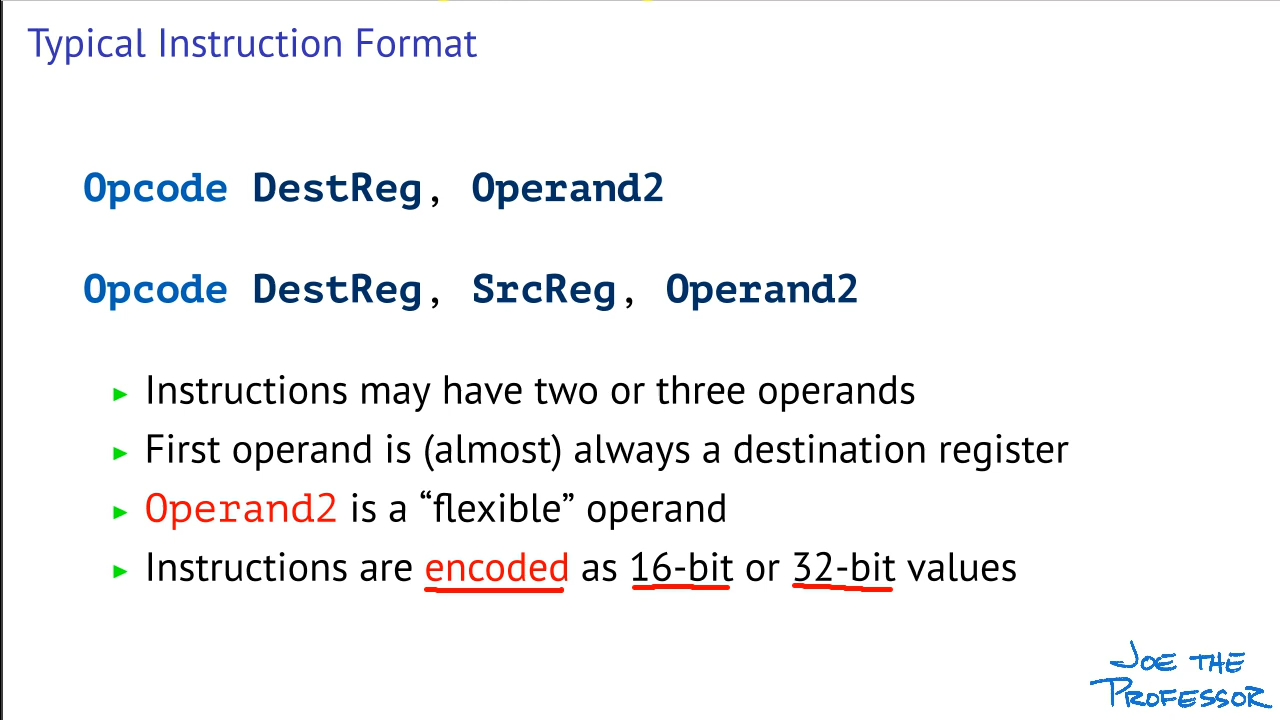 Typical Instruction Format
Opcode DestReg, Operand2
Opcode DestReg, SrcReg, Operand2
▸ Instructions may have two or three operands
▸ First operand is (almost) always a destination register
▸ Operand2 is a “flexible” operand
▸ Instructions are encoded as 16-bit or 32-bit values
JOE THE
PROFESSOR